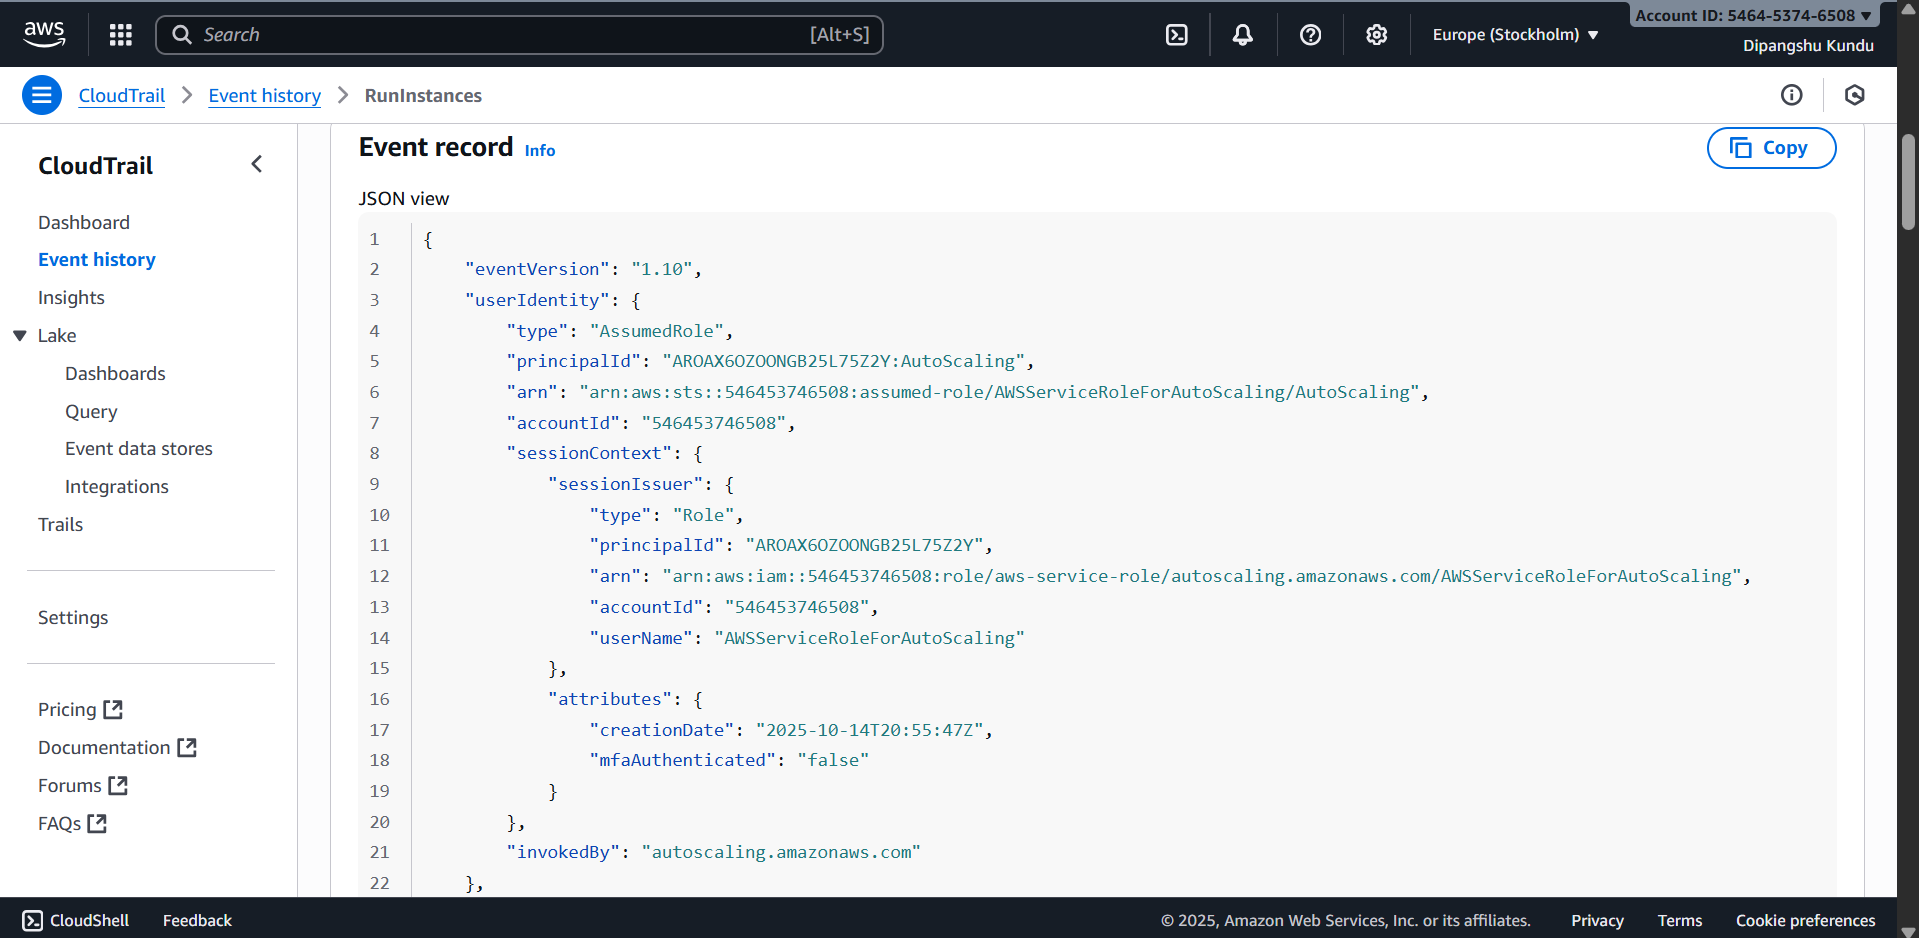 aws
Search
[Alt+S]
Europe (Stockholm)
Account ID: 5464-5374-6508
Dipangshu Kundu
CloudTrail
Event history
RunInstances
CloudTrail
Dashboard
Event history
Insights
Lake
Dashboards
Query
Event data stores
Integrations
Trails
Settings
Pricing
Documentation
Forums
FAQs
Event record Info
Copy
JSON view
1 {
2 "eventVersion": "1.10",
3 "userIdentity": {
4 "type": "AssumedRole",
5 "principalId": "AROAX6OZOONGB25L75Z2Y:AutoScaling",
6 "arn": "arn:aws:sts::546453746508:assumed-role/AWSServiceRoleForAutoScaling/AutoScaling",
7 "accountId": "546453746508",
8 "sessionContext": {
9 "sessionIssuer": {
10 "type": "Role",
11 "principalId": "AROAX6OZOONGB25L75Z2Y",
12 "arn": "arn:aws:iam::546453746508:role/aws-service-role/autoscaling.amazonaws.com/AWSServiceRoleForAutoScaling",
13 "accountId": "546453746508",
14 "userName": "AWSServiceRoleForAutoScaling"
15 },
16 "attributes": {
17 "creationDate": "2025-10-14T20:55:47Z",
18 "mfaAuthenticated": "false"
19 }
20 },
21 "invokedBy": "autoscaling.amazonaws.com"
22 },
CloudShell
Feedback
© 2025, Amazon Web Services, Inc. or its affiliates.
Privacy
Terms
Cookie preferences